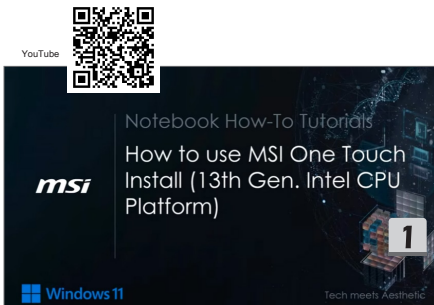 YouTube
Notebook How-To Tutorials
How to use MSI One Touch
Install (13th Gen. Intel CPU
Platform)
msi
1
Windows 11
Tech meets Aesthetic